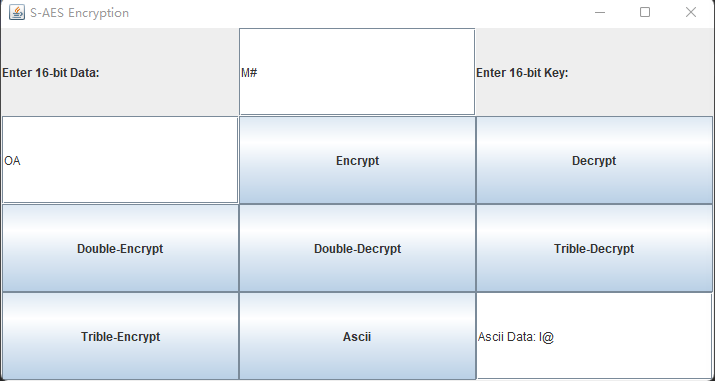 S-AES Encryption
Enter 16-bit Data:
M#
Enter 16-bit Key:
OA
Encrypt
Decrypt
Double-Encrypt
Double-Decrypt
Trible-Decrypt
Trible-Encrypt
Ascii
Ascii Data: I@